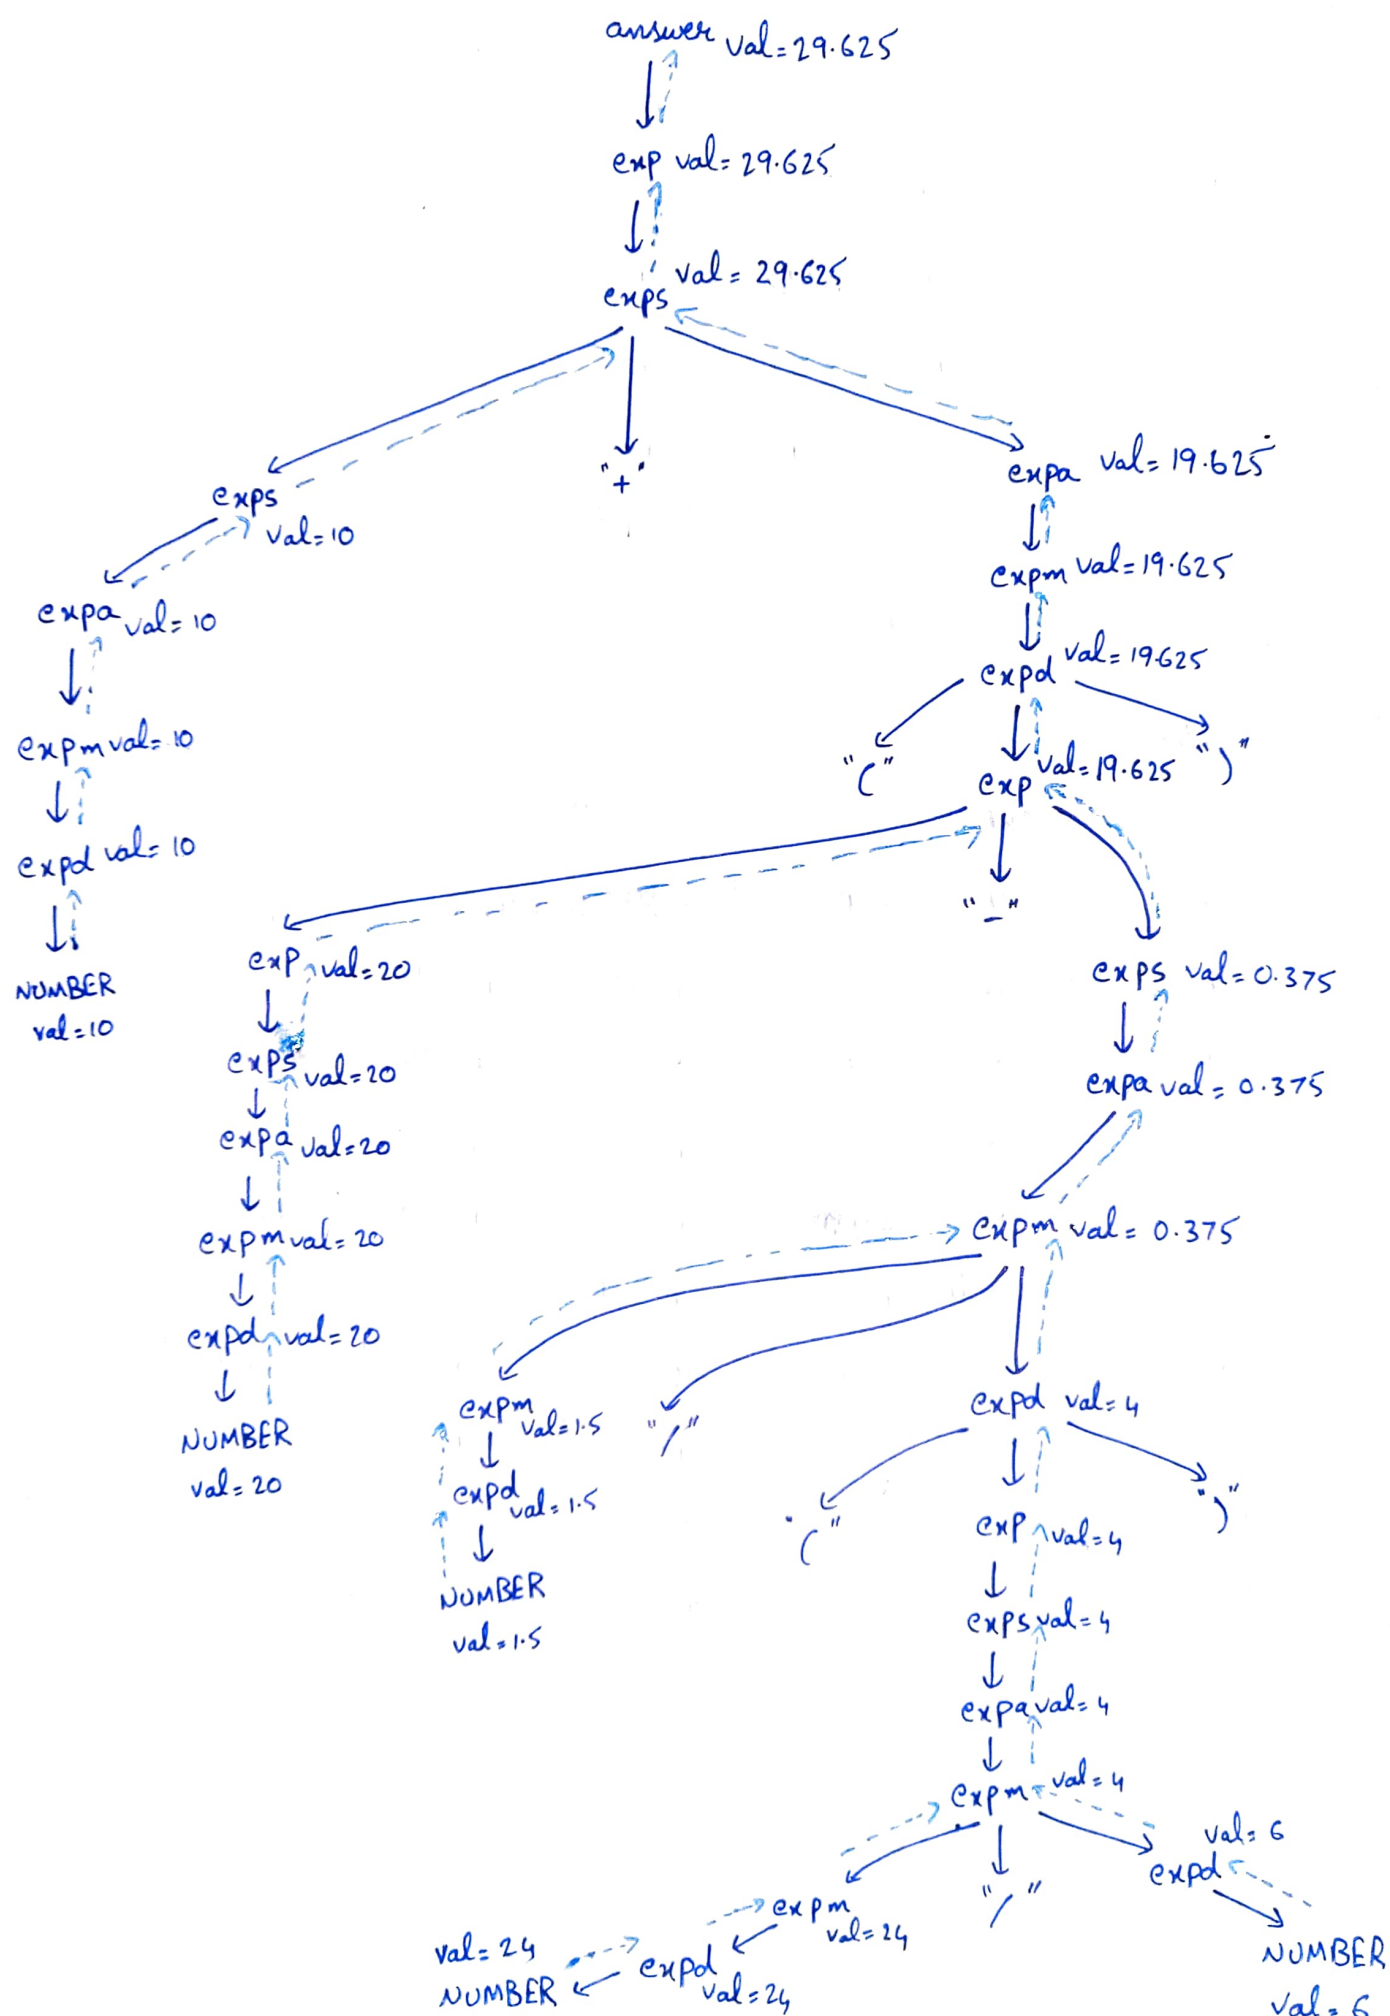 answer val=29.625
exp val=29.625
val=29.625
exps
"+"
expa val=19.625
exps
val=10
expm val=19.625
expa val=10
val=19.625
expd
expm val=10
"(" ")"
val=19.625
exp
expd val=10
"-"
exp val=20
exps val=0.375
NUMBER
val=10
exps val=20
expa val=0.375
expa val=20
expm val=20
expm val=0.375
expd val=20
expm val=1.5
"/"
expd val=4
NUMBER
val=20
expd val=1.5
"(" ")"
exp val=4
NUMBER
val=1.5
exps val=4
expa val=4
expm val=4
val=6
expd
expm val=24
"/"
val=24
NUMBER
expd val=24
NUMBER
val=6